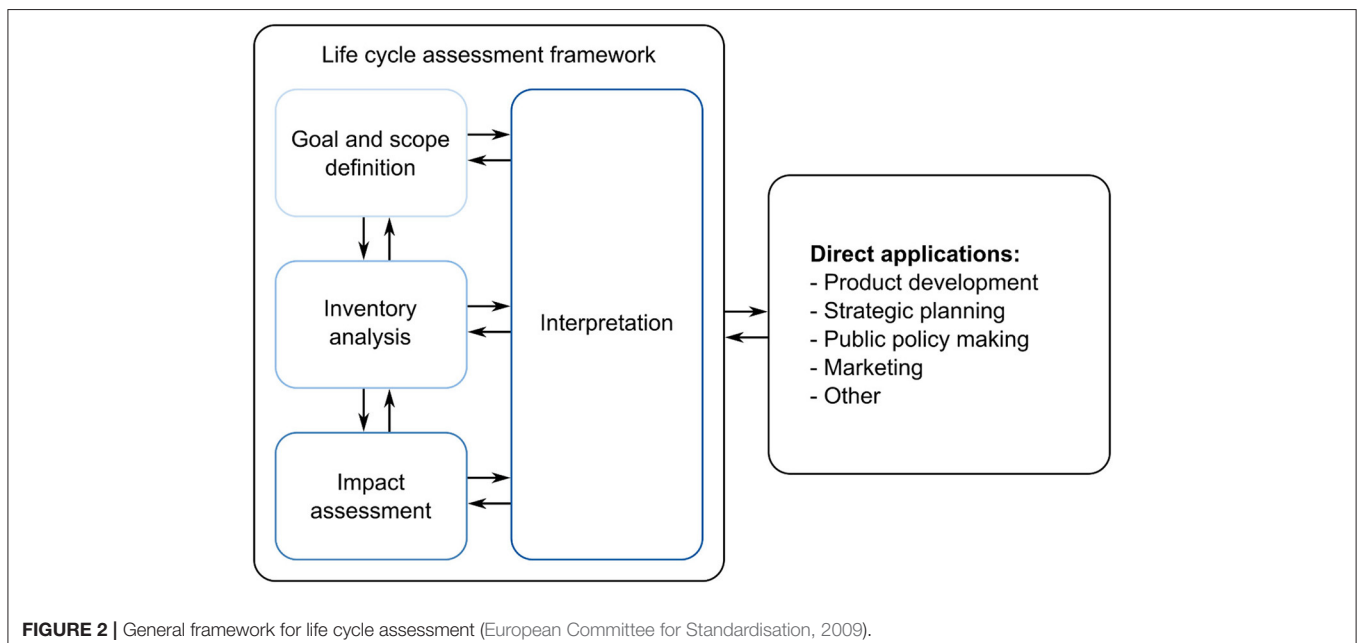 Life cycle assessment framework
Goal and scope
definition
Inventory
analysis
Impact
assessment
Interpretation
Direct applications:
- Product development
- Strategic planning
- Public policy making
- Marketing
- Other
FIGURE 2 | General framework for life cycle assessment (European Committee for Standardisation, 2009).